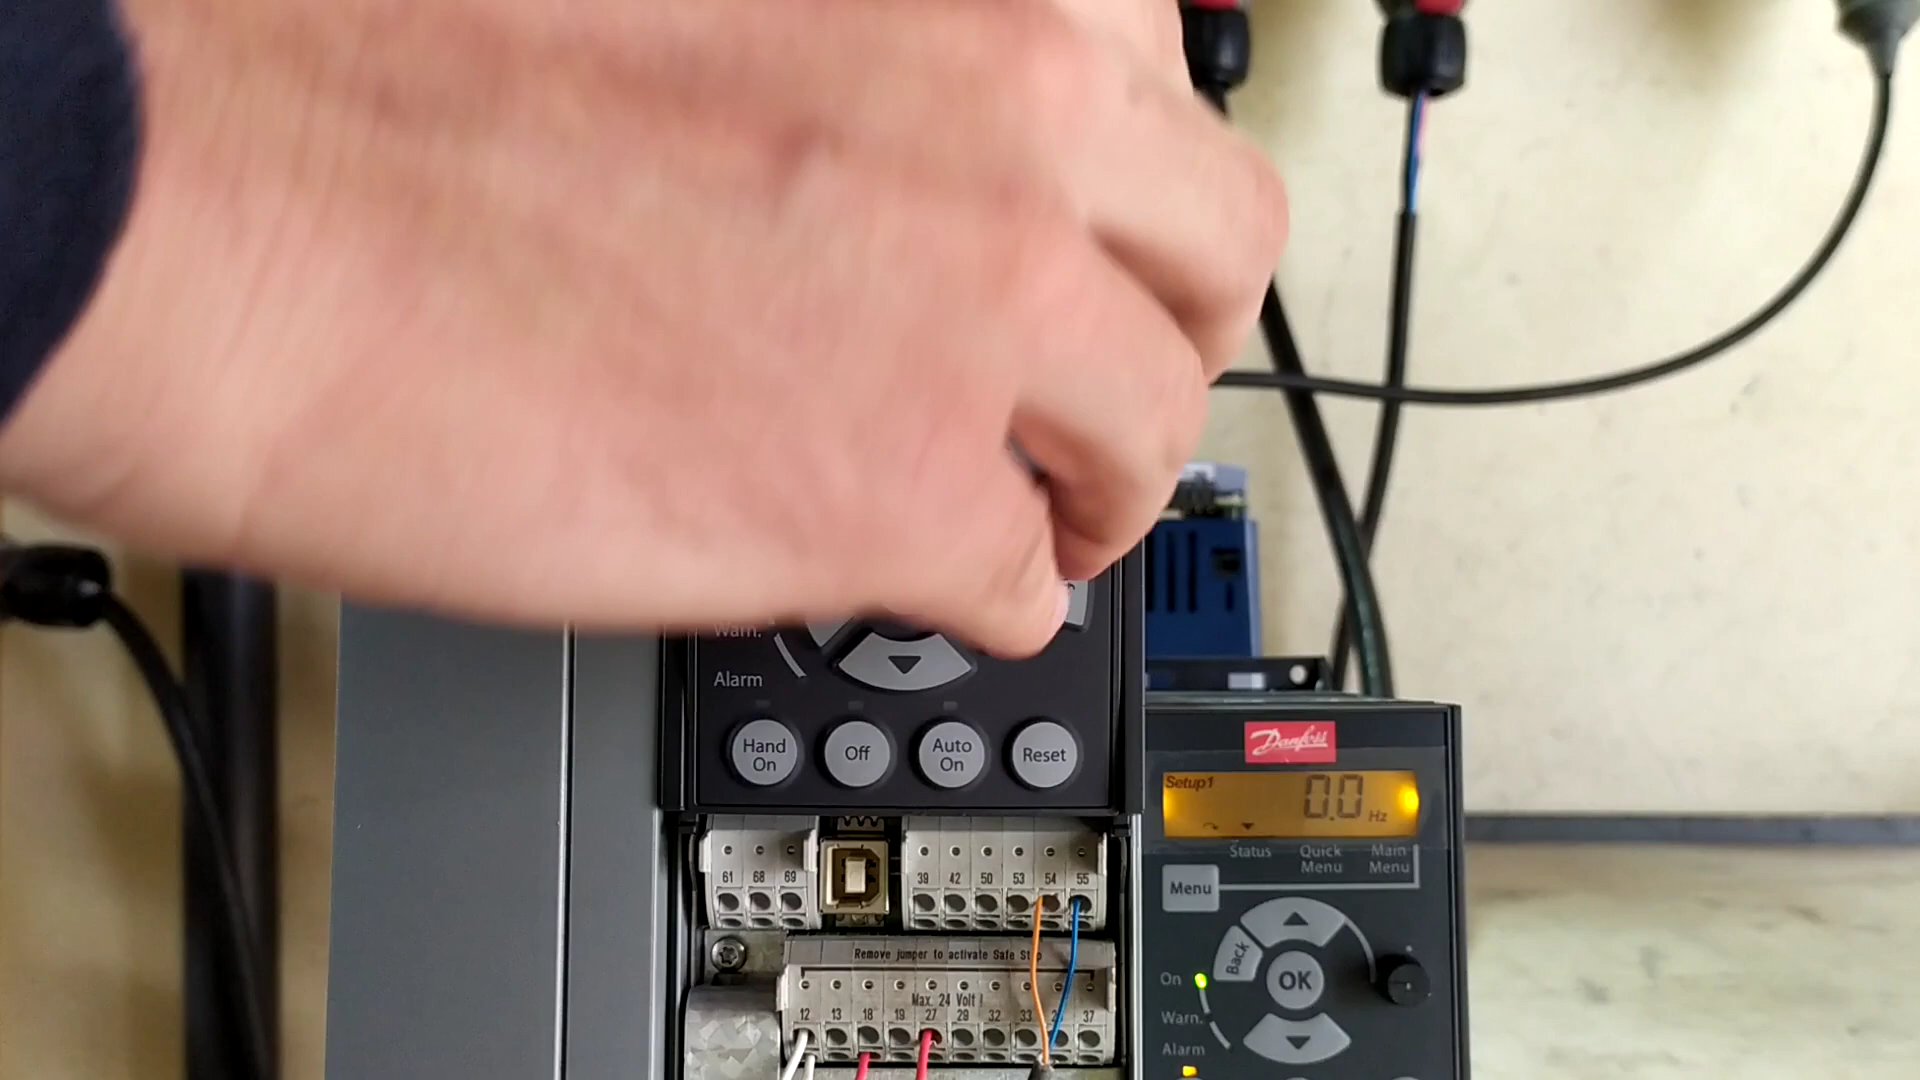 Warn.
Alarm
Hand On
Off
Auto On
Reset
61 68 69
39 42 50 53 54 55
Remove jumper to activate Safe
Max. 24 Volt !
12 13 18 19 27 29 32 33 37
Danfoss
Setup1
0.0 Hz
Status
Quick Menu
Main Menu
Menu
Back
OK
On
Warn.
Alarm